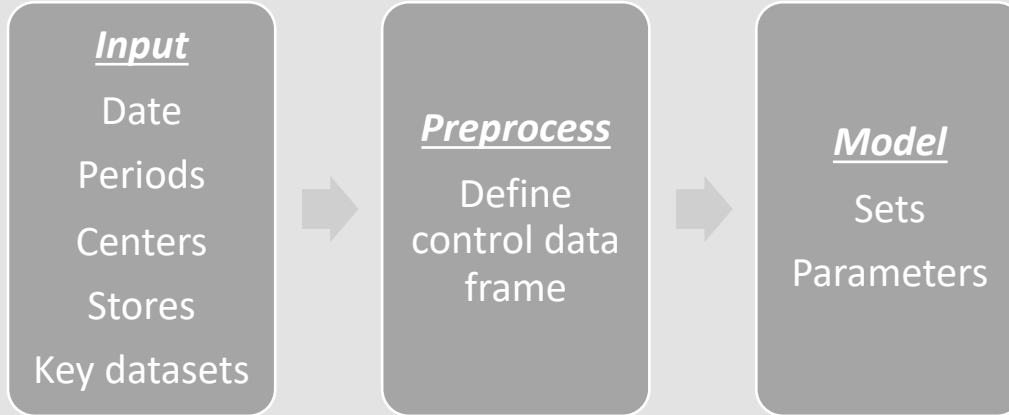 Input
Date
Periods
Centers
Stores
Key datasets
Preprocess
Define
control data
frame
Model
Sets
Parameters